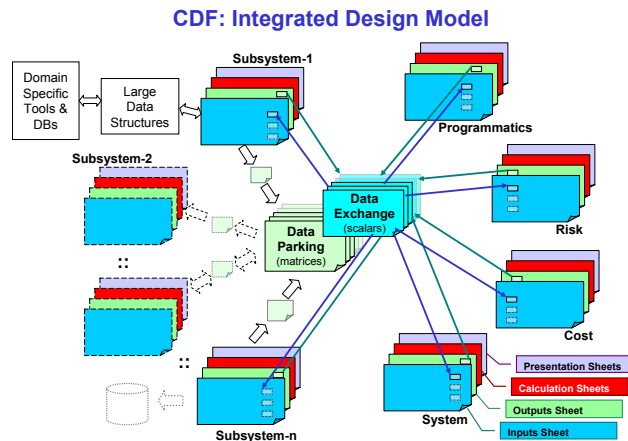 CDF: Integrated Design Model
Subsystem-1
Domain
Specific
Tools &
DBs
Large
Data
Structures
Programmatics
Subsystem-2
Data
Exchange
(scalars)
Data
Parking
(matrices)
Risk
::
Cost
::
Subsystem-n
System
Presentation Sheets
Calculation Sheets
Outputs Sheet
Inputs Sheet